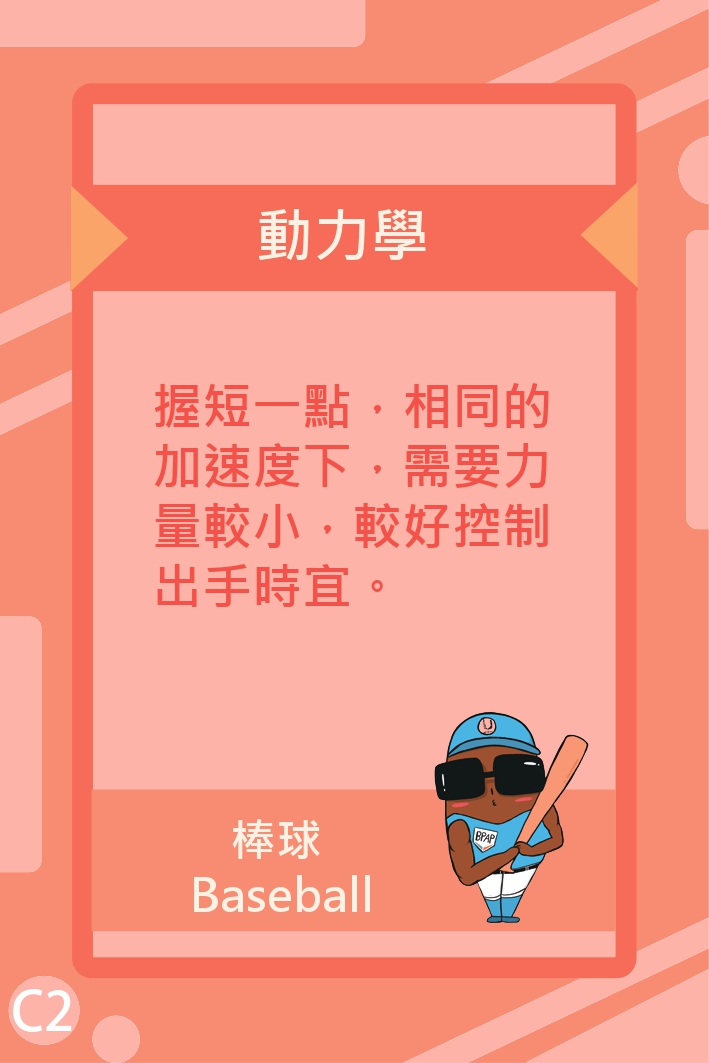 動力學
握短一點，相同的
加速度下，需要力
量較小，較好控制
出手時宜。
BPAP
棒球
Baseball
C2